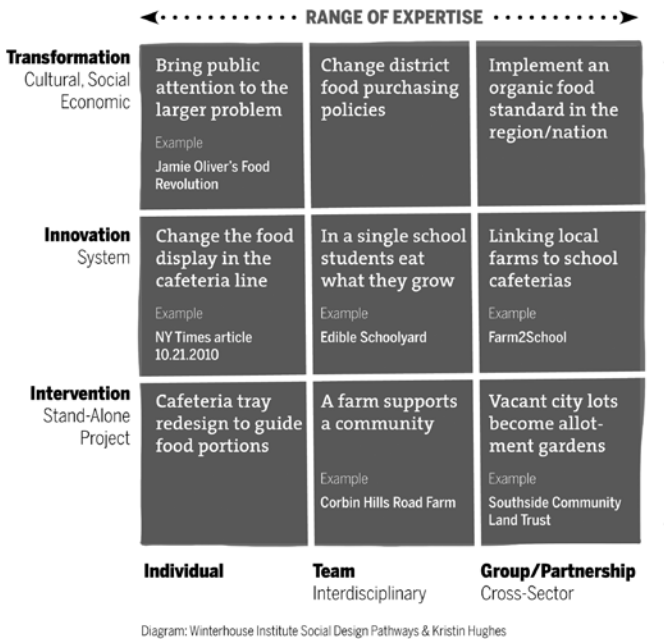 RANGE OF EXPERTISE
Transformation
Cultural, Social
Economic
Bring public
attention to the
larger problem
Example
Jamie Oliver's Food
Revolution
Change district
food purchasing
policies
Implement an
organic food
standard in the
region/nation
Innovation
System
Change the food
display in the
cafeteria line
Example
NY Times article
10.21.2010
In a single school
students eat
what they grow
Example
Edible Schoolyard
Linking local
farms to school
cafeterias
Example
Farm2School
Intervention
Stand-Alone
Project
Cafeteria tray
redesign to guide
food portions
A farm supports
a community
Example
Corbin Hills Road Farm
Vacant city lots
become allot-
ment gardens
Example
Southside Community
Land Trust
Individual
Team
Interdisciplinary
Group/Partnership
Cross-Sector
Diagram: Winterhouse Institute Social Design Pathways & Kristin Hughes